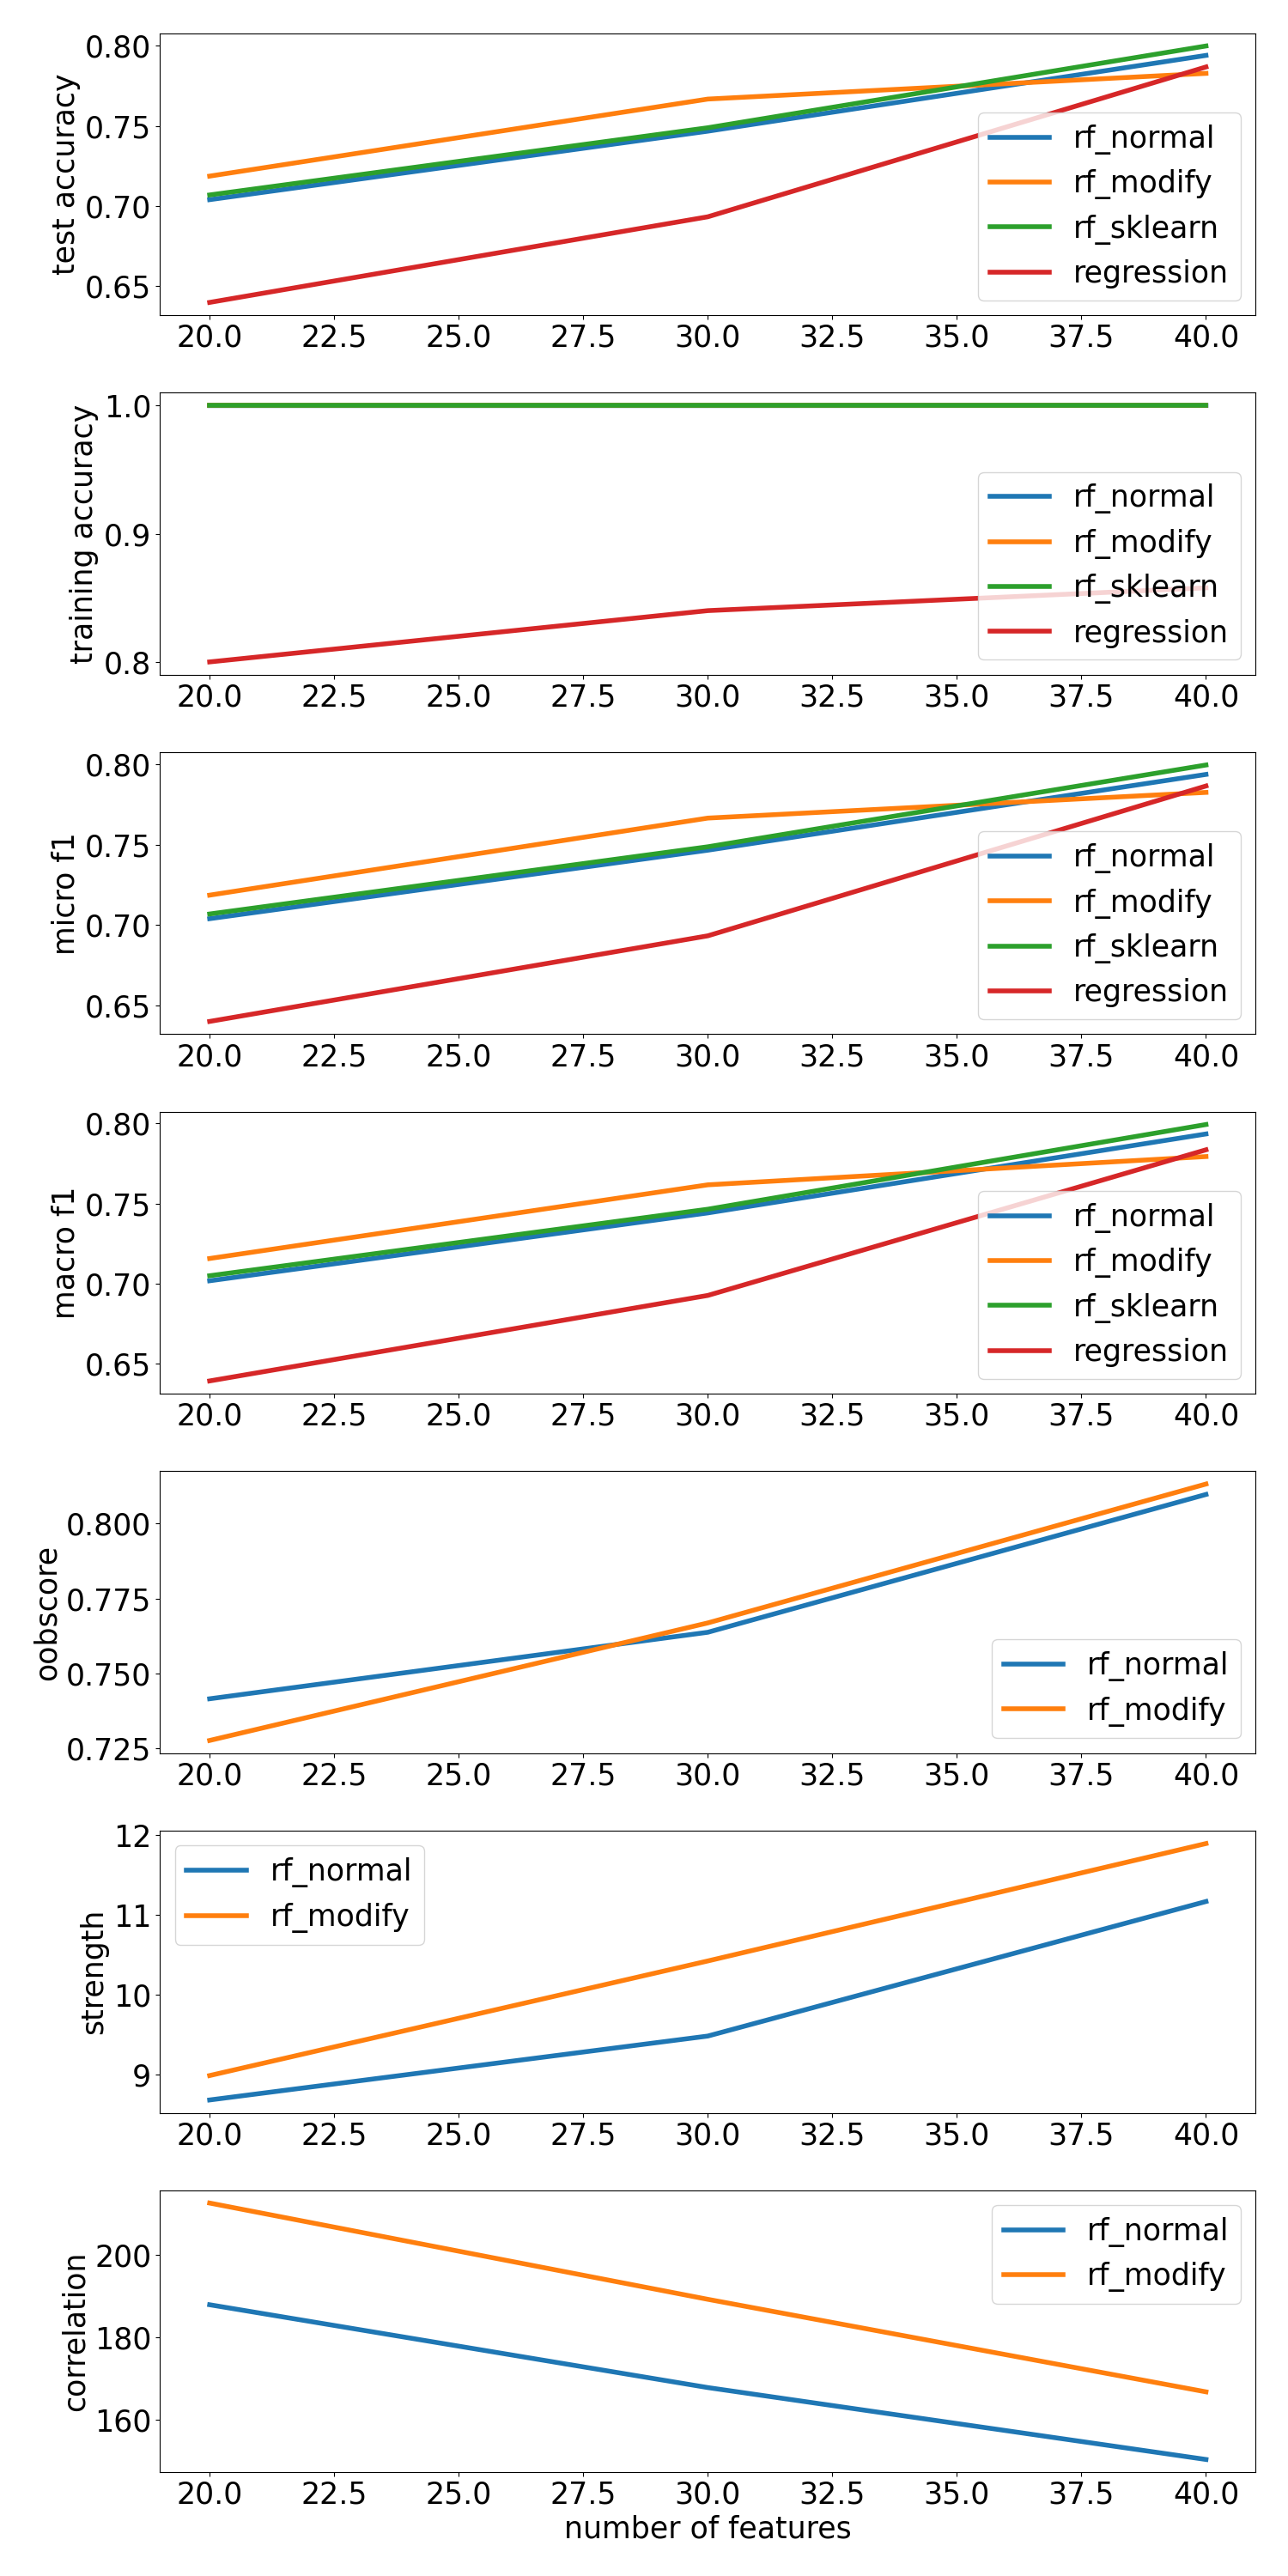 test accuracy
0.80
0.75
0.70
0.65
rf_normal
rf_modify
rf_sklearn
regression
20.0 22.5 25.0 27.5 30.0 32.5 35.0 37.5 40.0
training accuracy
1.0
0.9
0.8
rf_normal
rf_modify
rf_sklearn
regression
20.0 22.5 25.0 27.5 30.0 32.5 35.0 37.5 40.0
micro f1
0.80
0.75
0.70
0.65
rf_normal
rf_modify
rf_sklearn
regression
20.0 22.5 25.0 27.5 30.0 32.5 35.0 37.5 40.0
macro f1
0.80
0.75
0.70
0.65
rf_normal
rf_modify
rf_sklearn
regression
20.0 22.5 25.0 27.5 30.0 32.5 35.0 37.5 40.0
oobscore
0.800
0.775
0.750
0.725
rf_normal
rf_modify
20.0 22.5 25.0 27.5 30.0 32.5 35.0 37.5 40.0
strength
12
11
10
9
rf_normal
rf_modify
20.0 22.5 25.0 27.5 30.0 32.5 35.0 37.5 40.0
correlation
200
180
160
rf_normal
rf_modify
20.0 22.5 25.0 27.5 30.0 32.5 35.0 37.5 40.0
number of features